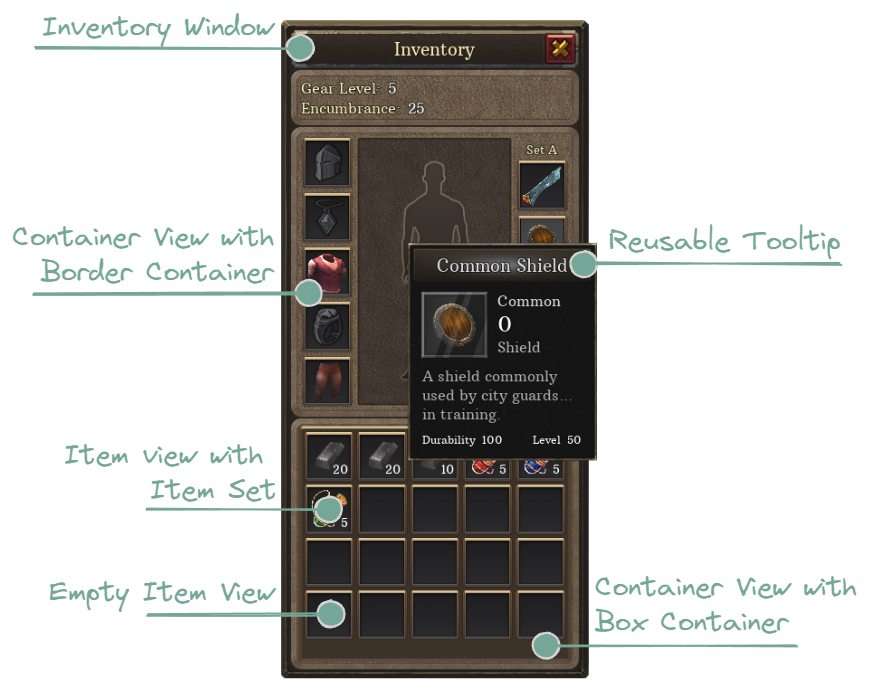 Inventory Window
Inventory
Gear Level: 5
Encumbrance: 25
Set A
Container View with
Border Container
Reusable Tooltip
Common Shield
Common
0
Shield
A shield commonly
used by city guards...
in training.
Durability 100 Level 50
Item view with
Item Set
20 20 10 5 5
5
Empty Item View
Container View with
Box Container